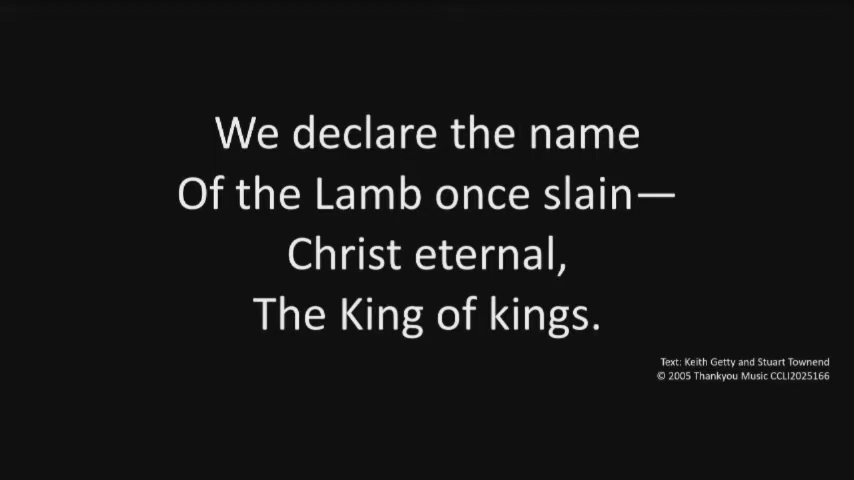 We declare the name
Of the Lamb once slain—
Christ eternal,
The King of kings.
Text: Keith Getty and Stuart Townend
© 2005 Thankyou Music CCLI2025166